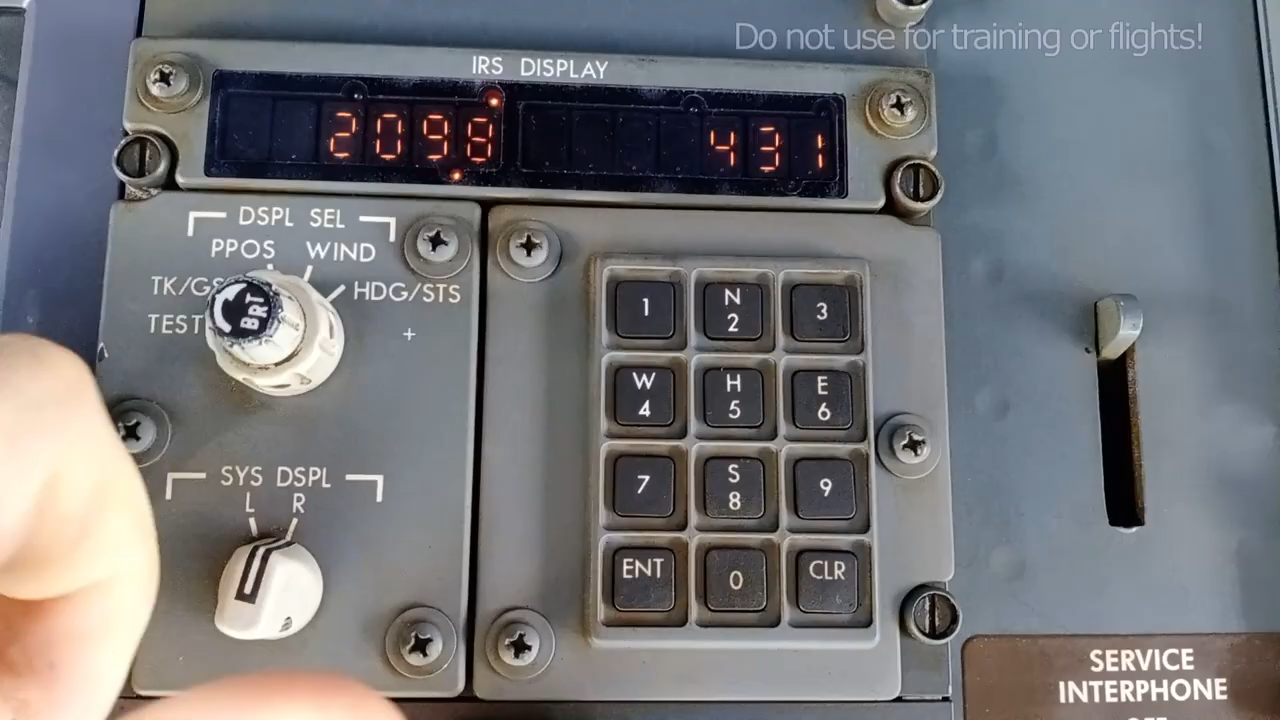 Do not use for training or flights!
IRS DISPLAY
2098 431
DSPL SEL
PPOS WIND
TK/GS HDG/STS
TEST
BRT
+
SYS DSPL
L R
1 N 2 3
W 4 H 5 E 6
7 S 8 9
ENT 0 CLR
SERVICE
INTERPHONE